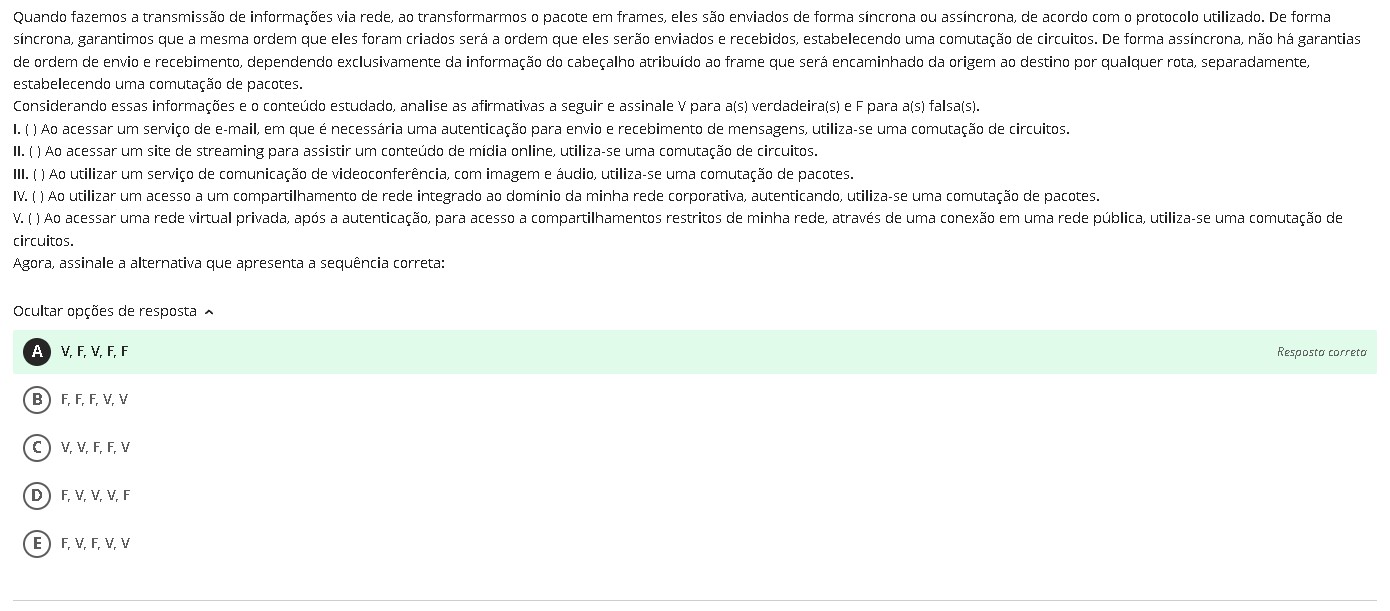 Quando fazemos a transmissão de informações via rede, ao transformarmos o pacote em frames, eles são enviados de forma síncrona ou assíncrona, de acordo com o protocolo utilizado. De forma
síncrona, garantimos que a mesma ordem que eles foram criados será a ordem que eles serão enviados e recebidos, estabelecendo uma comutação de circuitos. De forma assíncrona, não há garantias
de ordem de envio e recebimento, dependendo exclusivamente da informação do cabeçalho atribuído ao frame que será encaminhado da origem ao destino por qualquer rota, separadamente,
estabelecendo uma comutação de pacotes.
Considerando essas informações e o conteúdo estudado, analise as afirmativas a seguir e assinale V para a(s) verdadeira(s) e F para a(s) falsa(s).
I. ( ) Ao acessar um serviço de e-mail, em que é necessária uma autenticação para envio e recebimento de mensagens, utiliza-se uma comutação de circuitos.
II. ( ) Ao acessar um site de streaming para assistir um conteúdo de mídia online, utiliza-se uma comutação de circuitos.
III. ( ) Ao utilizar um serviço de comunicação de videoconferência, com imagem e áudio, utiliza-se uma comutação de pacotes.
IV. ( ) Ao utilizar um acesso a um compartilhamento de rede integrado ao domínio da minha rede corporativa, autenticando, utiliza-se uma comutação de pacotes.
V. ( ) Ao acessar uma rede virtual privada, após a autenticação, para acesso a compartilhamentos restritos de minha rede, através de uma conexão em uma rede pública, utiliza-se uma comutação de
circuitos.
Agora, assinale a alternativa que apresenta a sequência correta:
Ocultar opções de resposta
A V, F, V, F, F Resposta correta
B F, F, F, V, V
C V, V, F, F, V
D F, V, V, V, F
E F, V, F, V, V